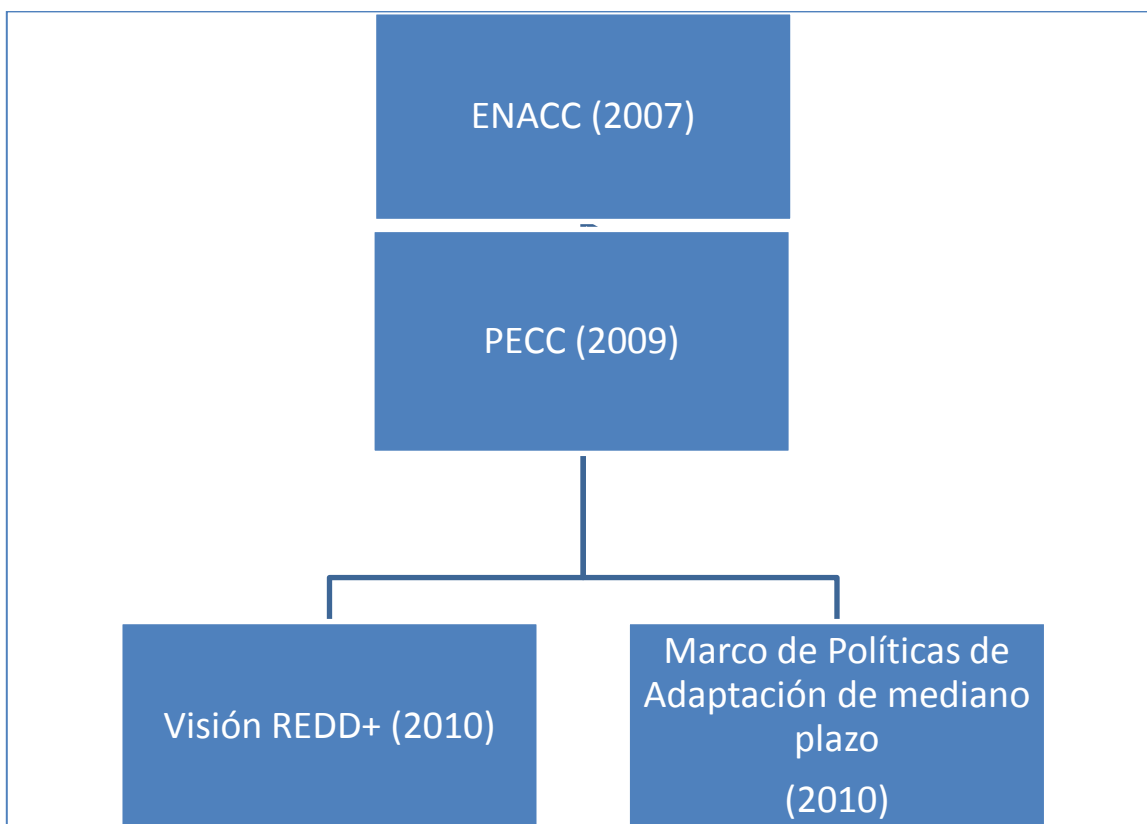 ENACC (2007)
PECC (2009)
Visión REDD+ (2010)
Marco de Políticas de
Adaptación de mediano
plazo
(2010)